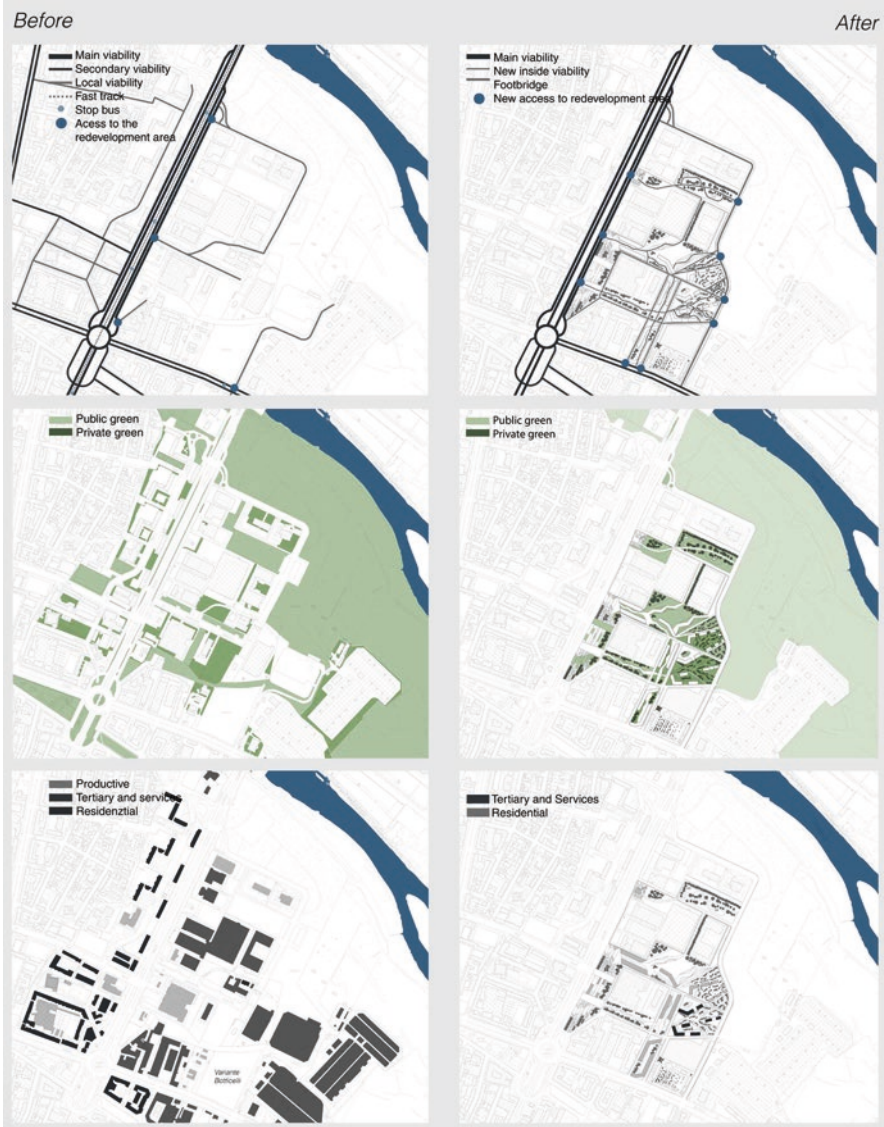 Before
After
Main viability
Secondary viability
Local viability
Fast track
Stop bus
Acess to the
redevelopment area
Main viability
New inside viability
Footbridge
New access to redevelopment area
Public green
Private green
Public green
Private green
Productive
Tertiary and services
Residenztial
Variante
Botticelli
Tertiary and Services
Residential